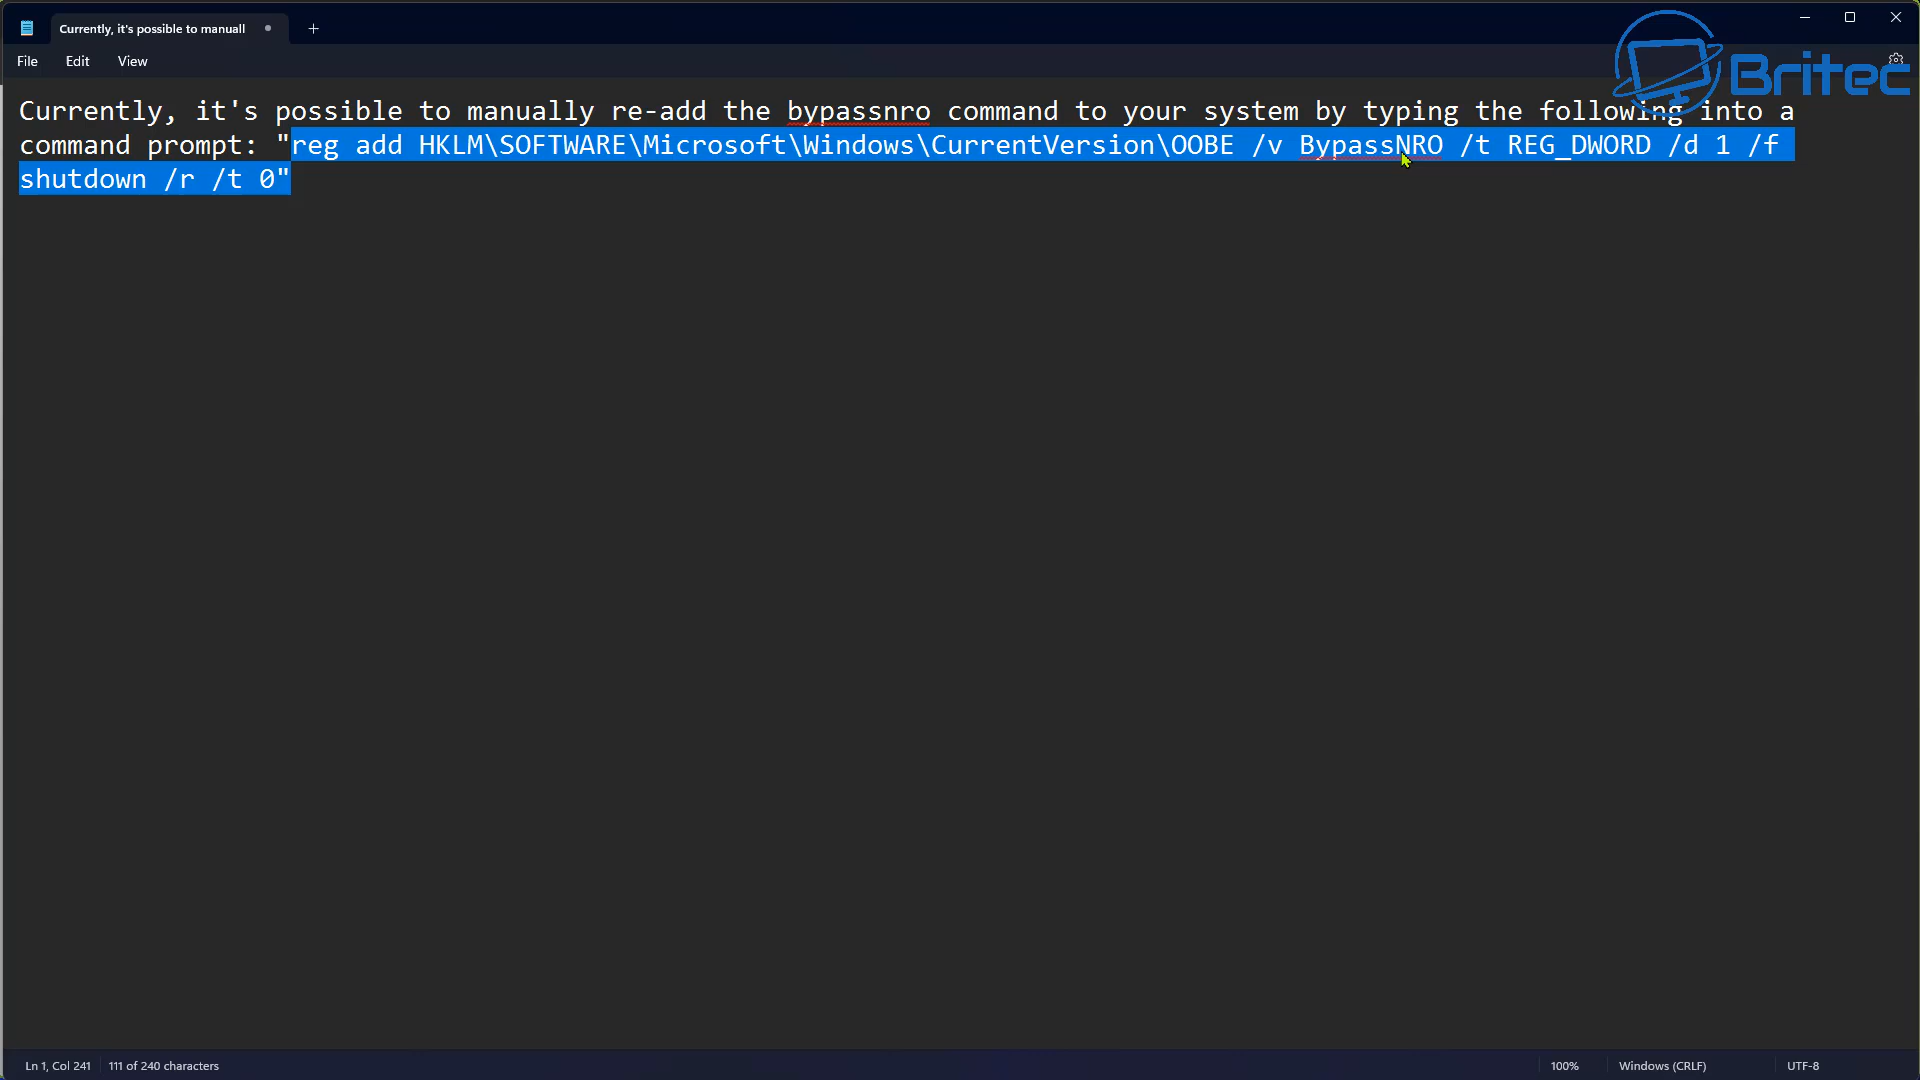 Currently, it's possible to manuall
File Edit View
Britec
Currently, it's possible to manually re-add the bypassnro command to your system by typing the following into a
command prompt: "reg add HKLM\SOFTWARE\Microsoft\Windows\CurrentVersion\OOBE /v BypassNRO /t REG_DWORD /d 1 /f
shutdown /r /t 0"
Ln 1, Col 241 111 of 240 characters 100% Windows (CRLF) UTF-8